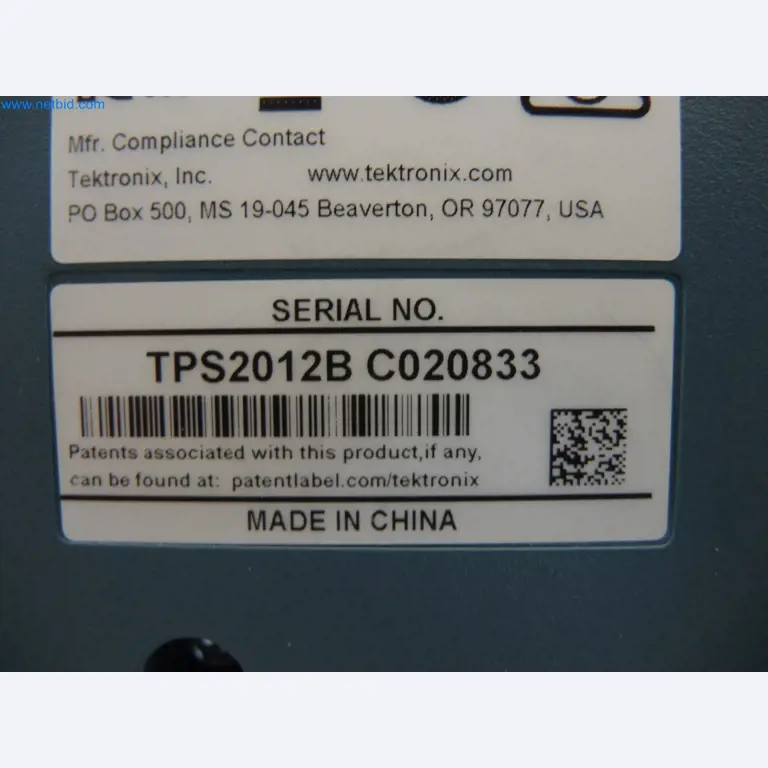 www.netbid.com
Mfr. Compliance Contact
Tektronix, Inc. www.tektronix.com
PO Box 500, MS 19-045 Beaverton, OR 97077, USA
SERIAL NO.
TPS2012B C020833
Patents associated with this product,if any,
can be found at: patentlabel.com/tektronix
MADE IN CHINA